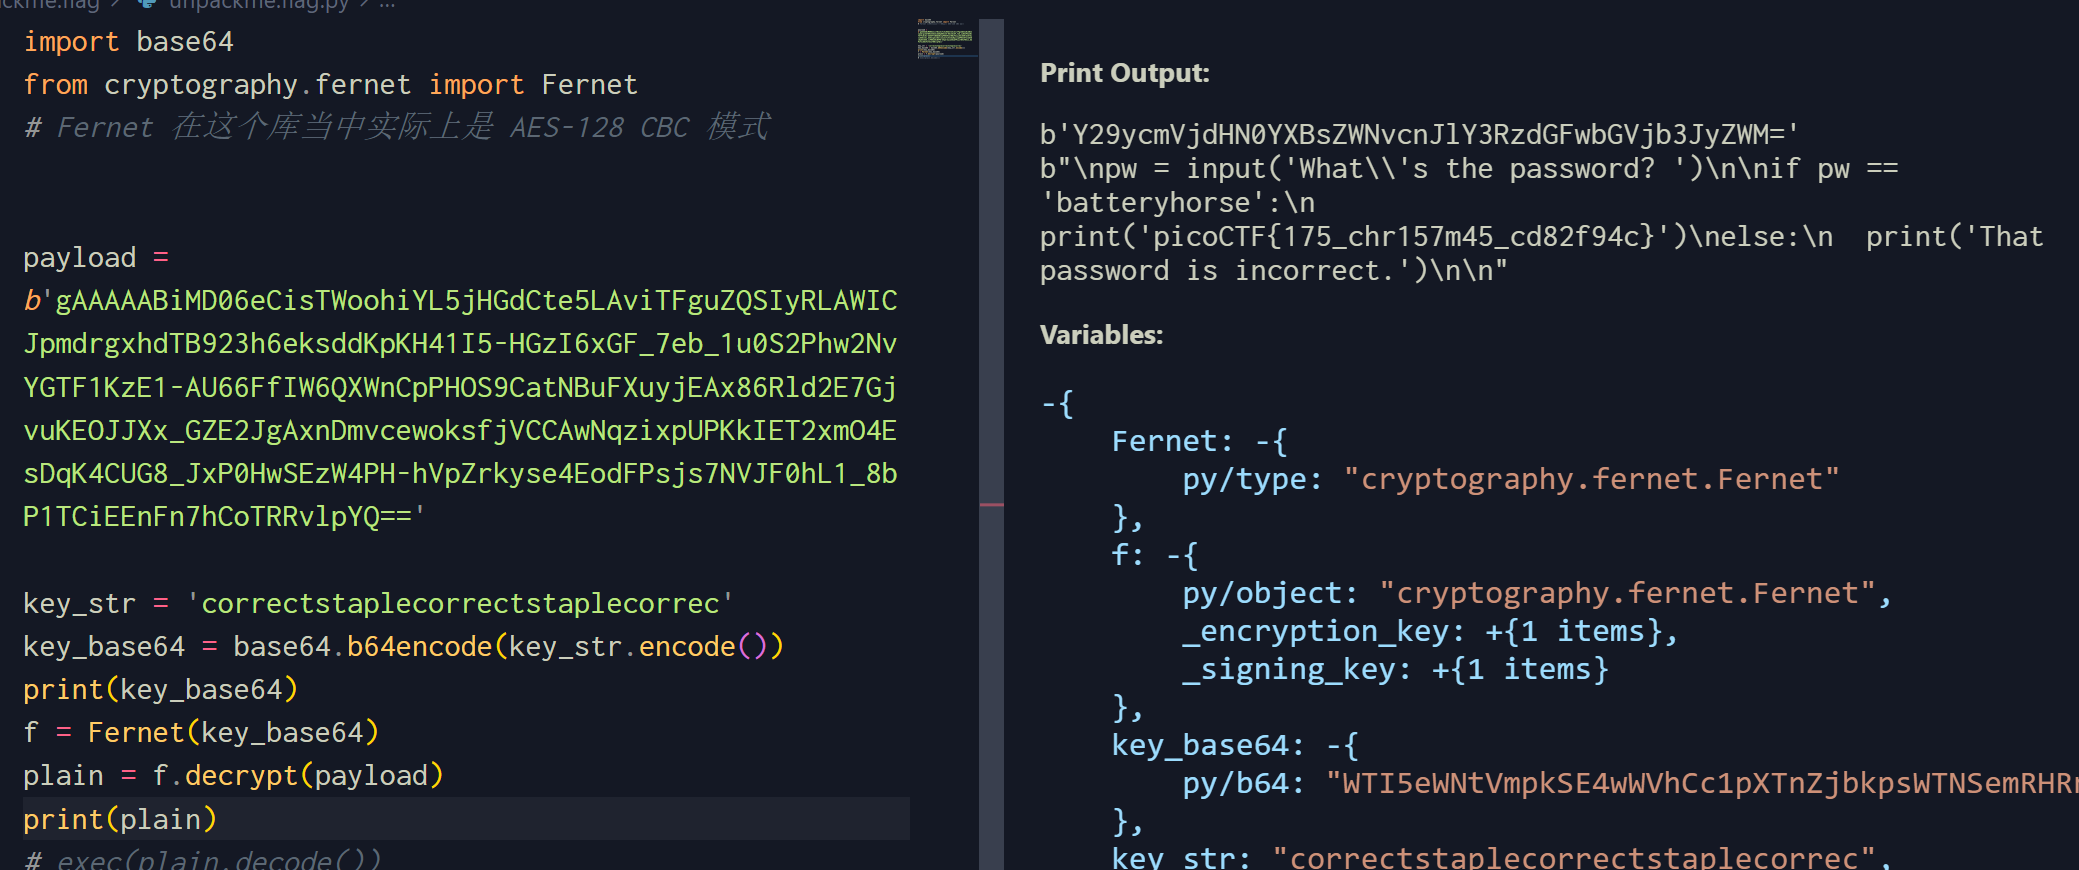 unpackme.flag.py
import base64
from cryptography.fernet import Fernet
# Fernet 在这个库当中实际上是 AES-128 CBC 模式
payload =
b'gAAAAABiMD06eCisTWoohiYL5jHGdCte5LAviTFguZQSIyRLAWIC
JpmdrgxhdTB923h6eksddKpKH41I5-HGzI6xGF_7eb_1u0S2Phw2Nv
YGTF1KzE1-AU66FfIW6QXWnCpPHOS9CatNBuFXuyjEAx86Rld2E7Gj
vuKEOJJXx_GZE2JgAxnDmvcewoksfjVCCAwNqzixpUPKkIET2xmO4E
sDqK4CUG8_JxP0HwSEzW4PH-hVpZrkyse4EodFPsjs7NVJF0hL1_8b
P1TCiEEnFn7hCoTRRvlpYQ=='
key_str = 'correctstaplecorrectstaplecorrec'
key_base64 = base64.b64encode(key_str.encode())
print(key_base64)
f = Fernet(key_base64)
plain = f.decrypt(payload)
print(plain)
# exec(plain.decode())
Print Output:
b'Y29ycmVjdHN0YXBsZWNvcnJlY3RzdGFwbGVjb3JyZWM='
b"\npw = input('What\\'s the password? ')\n\nif pw ==
'batteryhorse':\n
print('picoCTF{175_chr157m45_cd82f94c}')\nelse:\n  print('That
password is incorrect.')\n\n"
Variables:
-{
Fernet: -{
py/type: "cryptography.fernet.Fernet"
},
f: -{
py/object: "cryptography.fernet.Fernet",
_encryption_key: +{1 items},
_signing_key: +{1 items}
},
key_base64: -{
py/b64: "WTI5eWNtVmpkSE4wWVhCc1pXTnZjbkpsWTNSemRHR
},
key_str: "correctstaplecorrectstaplecorrec",